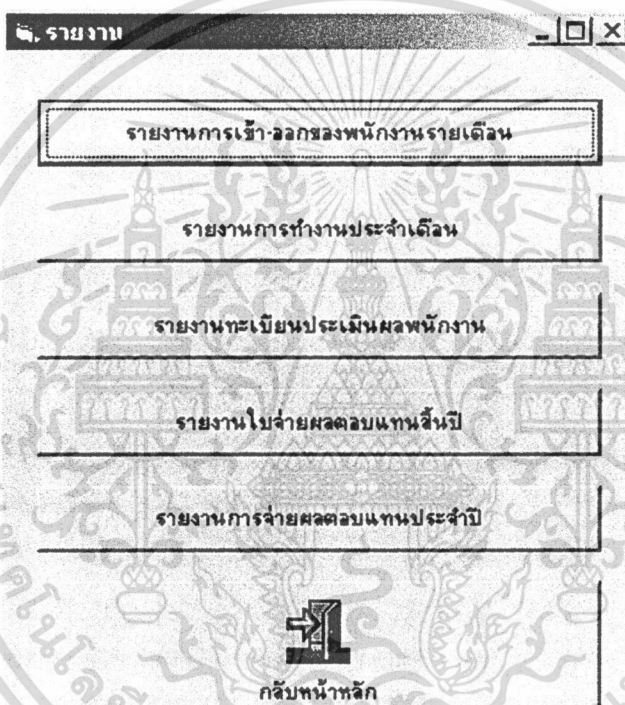 รายงาน
รายงานการเข้า-ออกของพนักงานรายเดือน
รายงานการทำงานประจำเดือน
รายงานทะเบียนประเมินผลพนักงาน
รายงานใบจ่ายผลตอบแทนสิ้นปี
รายงานการจ่ายผลตอบแทนประจำปี
กลับหน้าหลัก